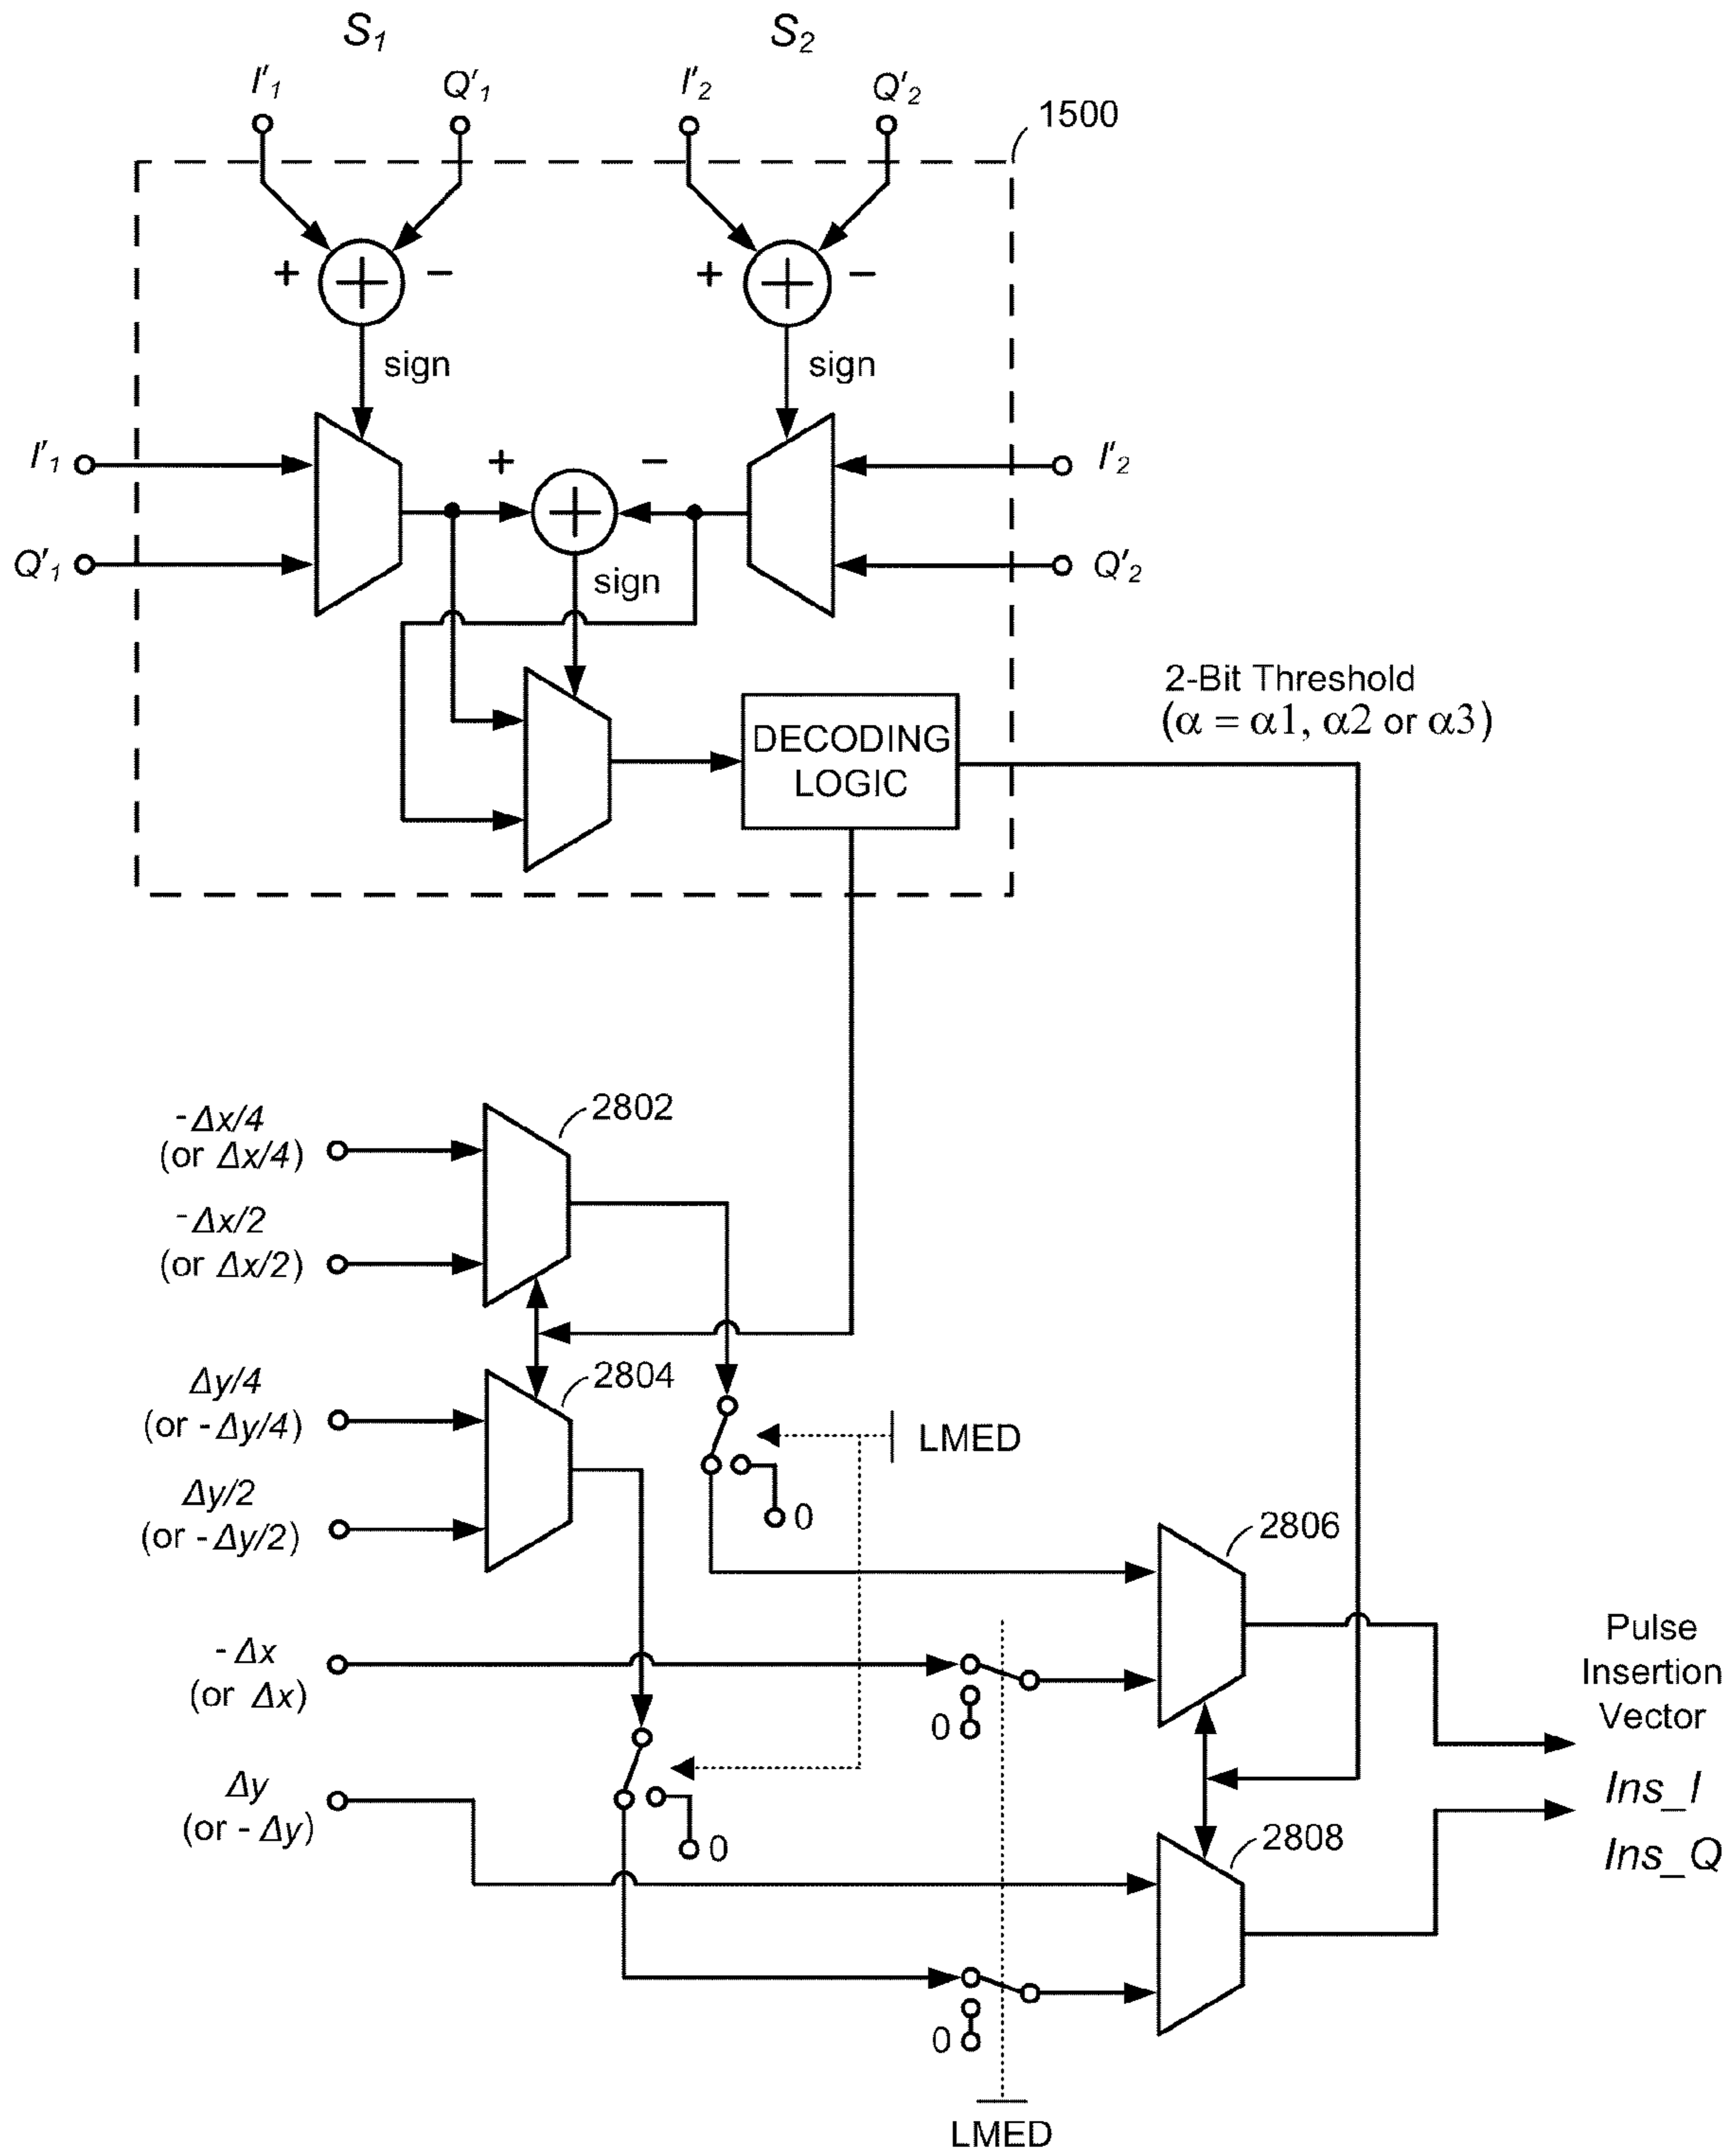 S1 S2
I'1 Q'1 I'2 Q'2
1500
+ − + −
sign sign
I'1 + − I'2
Q'1 sign Q'2
2-Bit Threshold
(α = α1, α2 or α3)
DECODING
LOGIC
-Δx/4
(or Δx/4)
2802
-Δx/2
(or Δx/2)
Δy/4
(or -Δy/4)
2804
LMED
Δy/2
(or -Δy/2)
0
2806
-Δx
(or Δx)
0
Pulse
Insertion
Vector
Δy
(or -Δy)
0
Ins_I
2808
Ins_Q
0
LMED